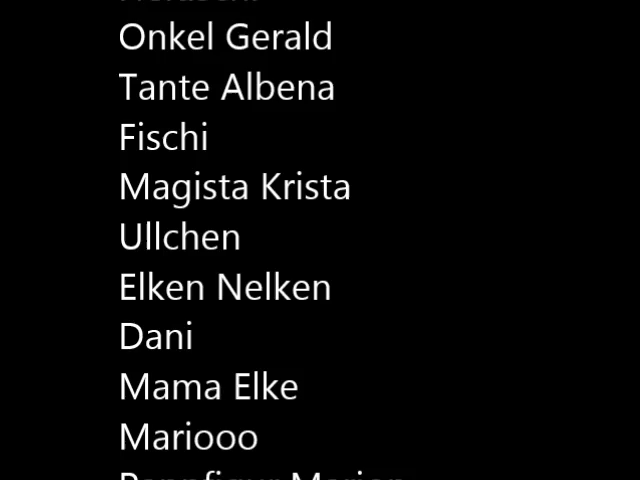 Onkel Gerald
Tante Albena
Fischi
Magista Krista
Ullchen
Elken Nelken
Dani
Mama Elke
Mariooo